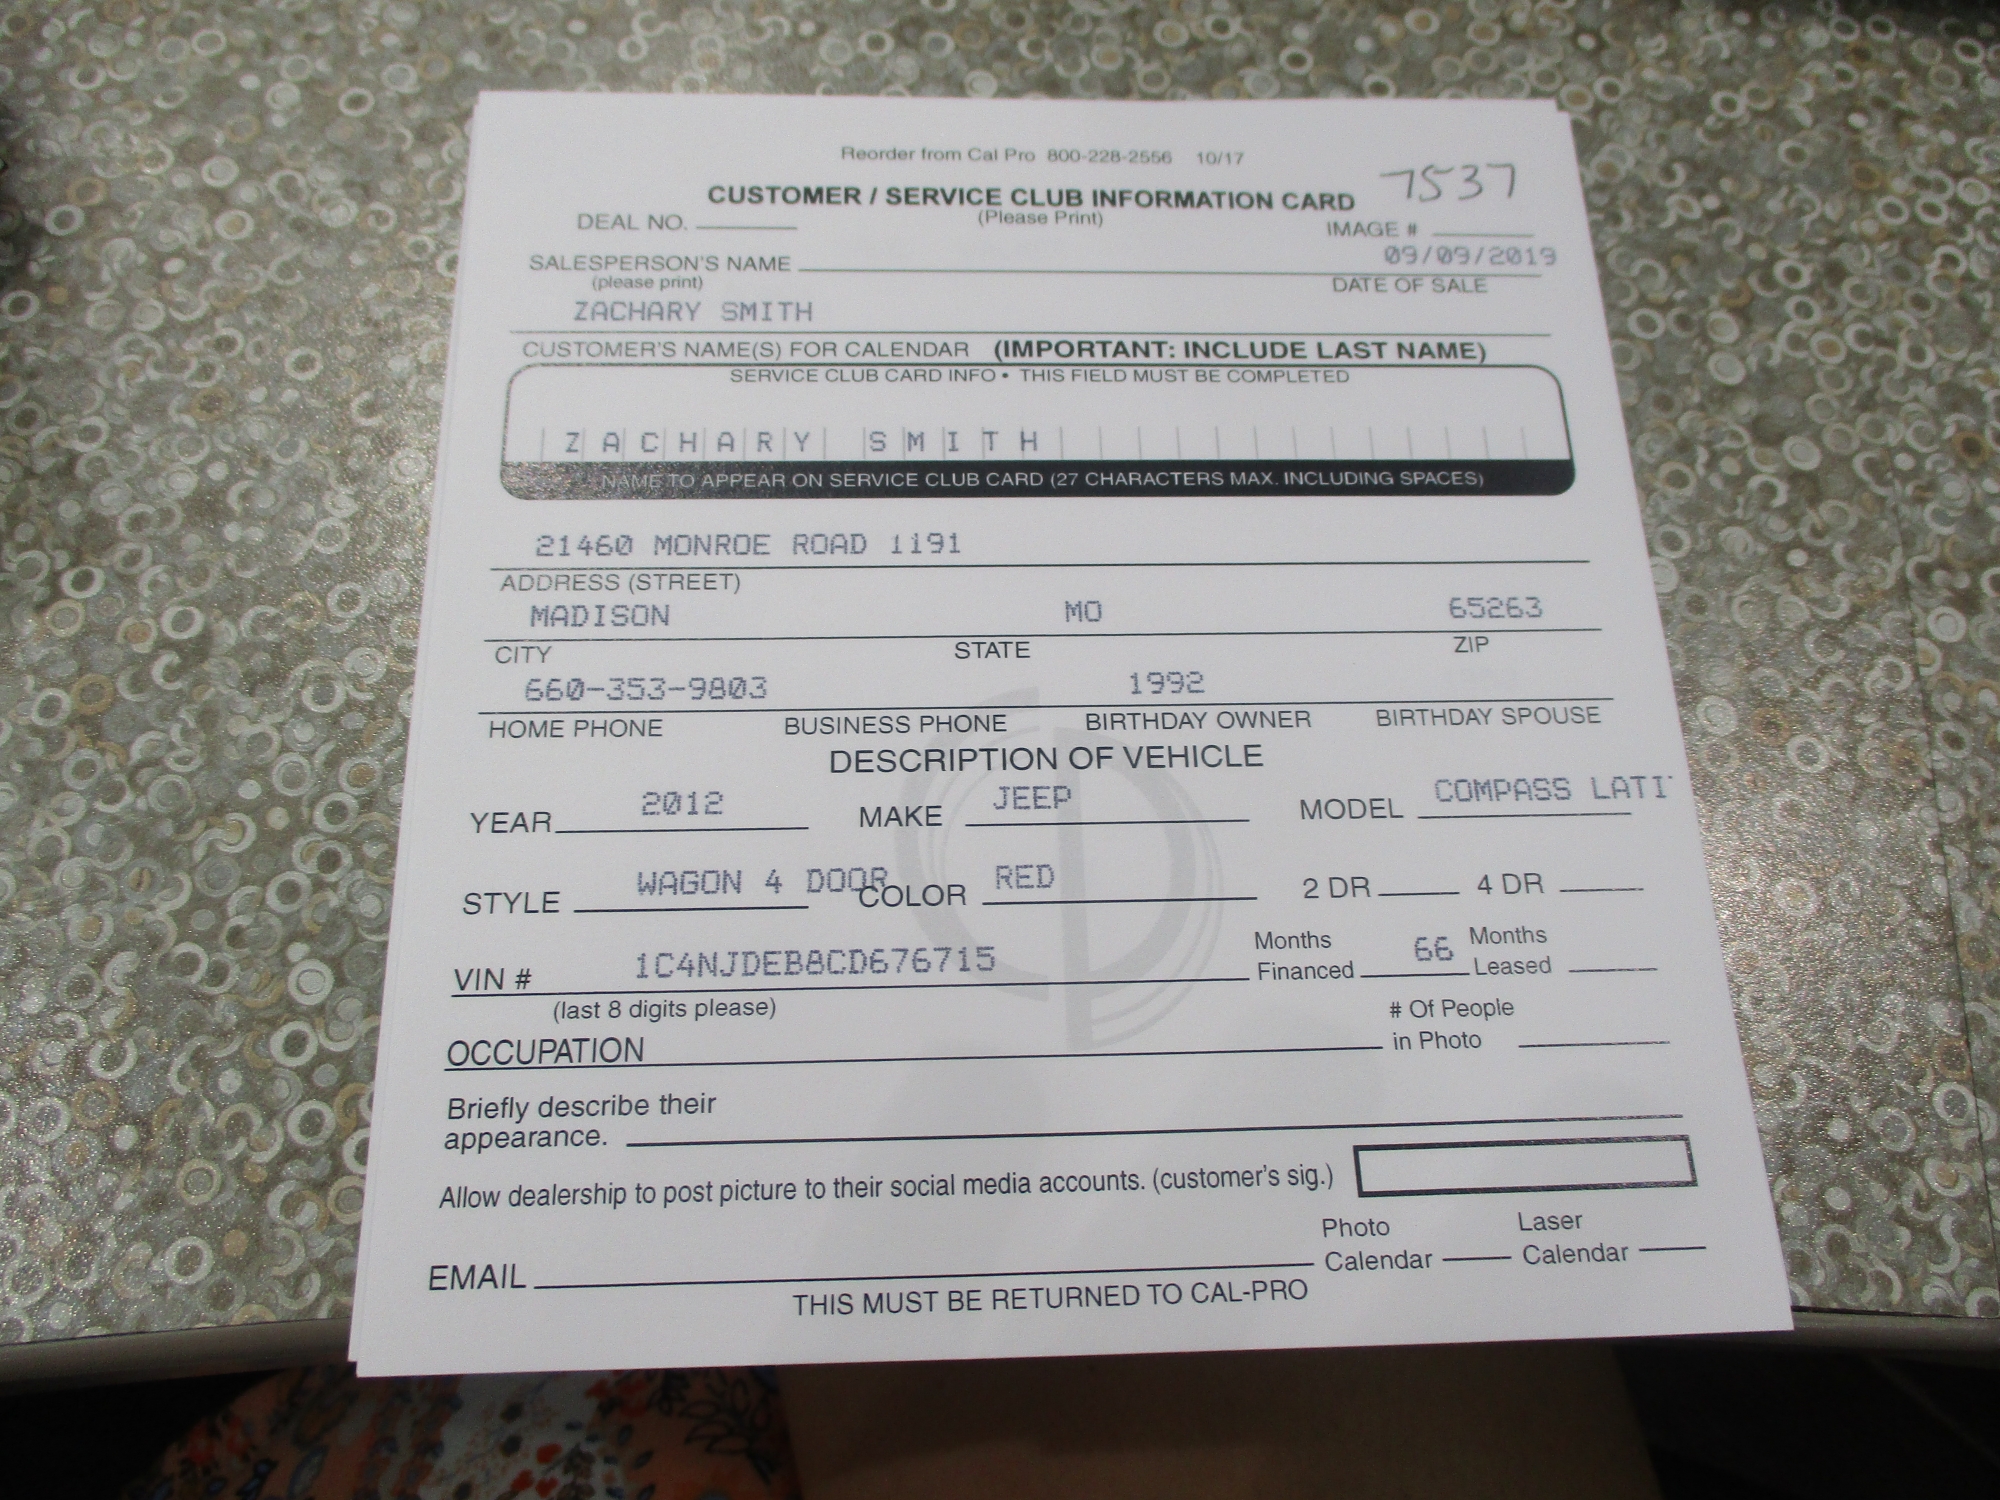 Reorder from Cal Pro 800-228-2556 10/17
7537
CUSTOMER / SERVICE CLUB INFORMATION CARD
(Please Print)
DEAL NO. IMAGE #
09/09/2019
SALESPERSON'S NAME
(please print) DATE OF SALE
ZACHARY SMITH
CUSTOMER'S NAME(S) FOR CALENDAR (IMPORTANT: INCLUDE LAST NAME)
SERVICE CLUB CARD INFO • THIS FIELD MUST BE COMPLETED
ZACHARY SMITH
NAME TO APPEAR ON SERVICE CLUB CARD (27 CHARACTERS MAX. INCLUDING SPACES)
21460 MONROE ROAD 1191
ADDRESS (STREET)
MADISON MO 65263
CITY STATE ZIP
660-353-9803 1992
HOME PHONE BUSINESS PHONE BIRTHDAY OWNER BIRTHDAY SPOUSE
DESCRIPTION OF VEHICLE
YEAR 2012 MAKE JEEP MODEL COMPASS LATI
STYLE WAGON 4 DOOR COLOR RED 2 DR 4 DR
VIN # 1C4NJDEB8CD676715 Months Financed 66 Months Leased
(last 8 digits please)
OCCUPATION # Of People in Photo
Briefly describe their
appearance.
Allow dealership to post picture to their social media accounts. (customer's sig.)
EMAIL Photo Calendar Laser Calendar
THIS MUST BE RETURNED TO CAL-PRO